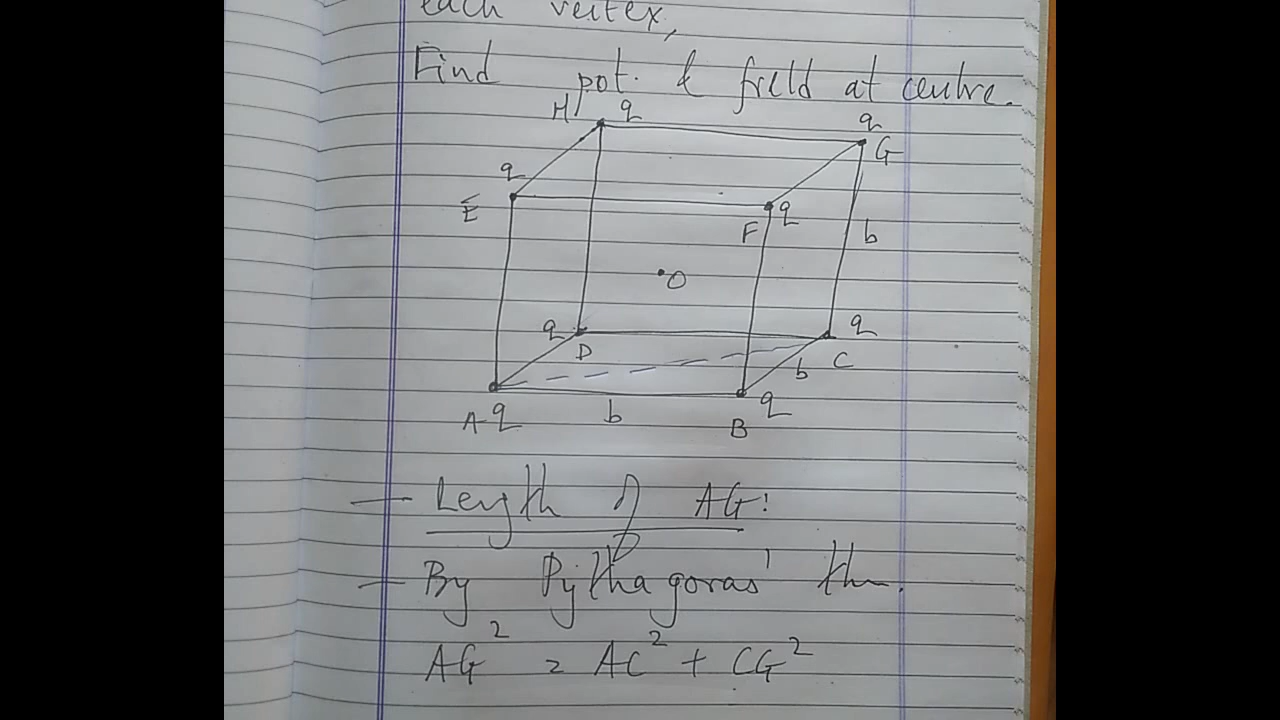 each vertex,
Find pot. & field at centre.
H q
q
G
q
E
F q
b
O
q
D
q
C
b
A q
b
B
q
Length of AG:
By Pythagoras' thm.
AG² = AC² + CG²